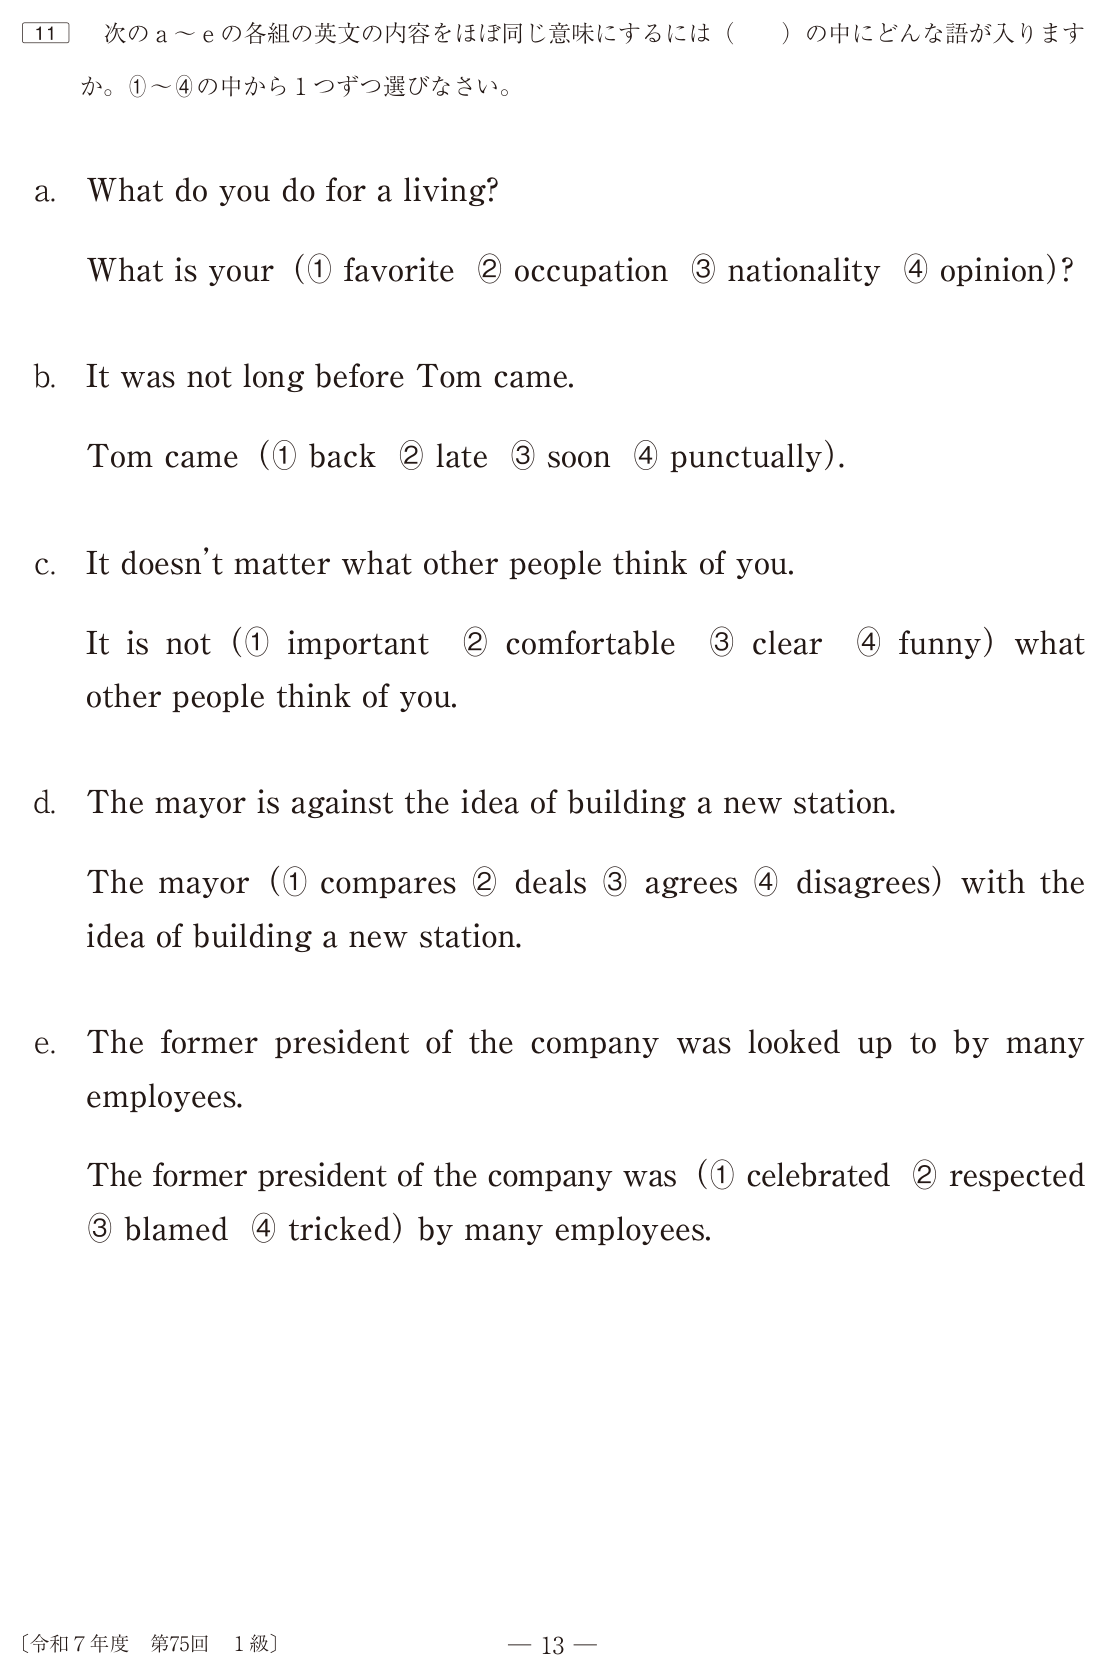 11 次のａ～ｅの各組の英文の内容をほぼ同じ意味にするには（　　）の中にどんな語が入ります
か。①～④の中から１つずつ選びなさい。
a. What do you do for a living?
What is your (① favorite ② occupation ③ nationality ④ opinion)?
b. It was not long before Tom came.
Tom came (① back ② late ③ soon ④ punctually).
c. It doesn't matter what other people think of you.
It is not (① important ② comfortable ③ clear ④ funny) what
other people think of you.
d. The mayor is against the idea of building a new station.
The mayor (① compares ② deals ③ agrees ④ disagrees) with the
idea of building a new station.
e. The former president of the company was looked up to by many
employees.
The former president of the company was (① celebrated ② respected
③ blamed ④ tricked) by many employees.
〔令和７年度　第75回　１級〕 — 13 —